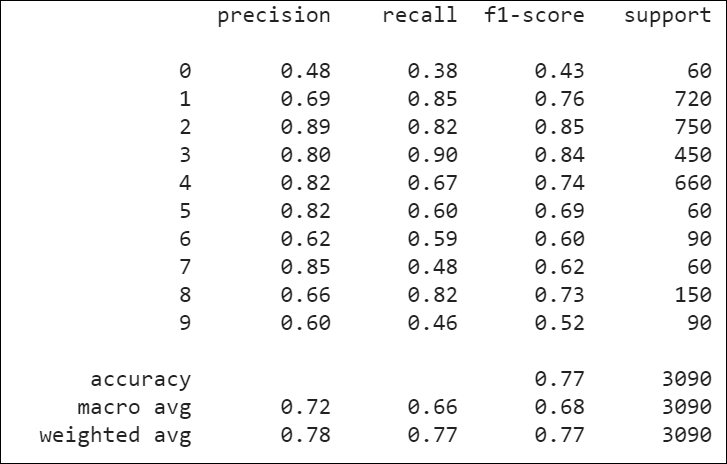 precision recall f1-score support
0 0.48 0.38 0.43 60
1 0.69 0.85 0.76 720
2 0.89 0.82 0.85 750
3 0.80 0.90 0.84 450
4 0.82 0.67 0.74 660
5 0.82 0.60 0.69 60
6 0.62 0.59 0.60 90
7 0.85 0.48 0.62 60
8 0.66 0.82 0.73 150
9 0.60 0.46 0.52 90
accuracy 0.77 3090
macro avg 0.72 0.66 0.68 3090
weighted avg 0.78 0.77 0.77 3090